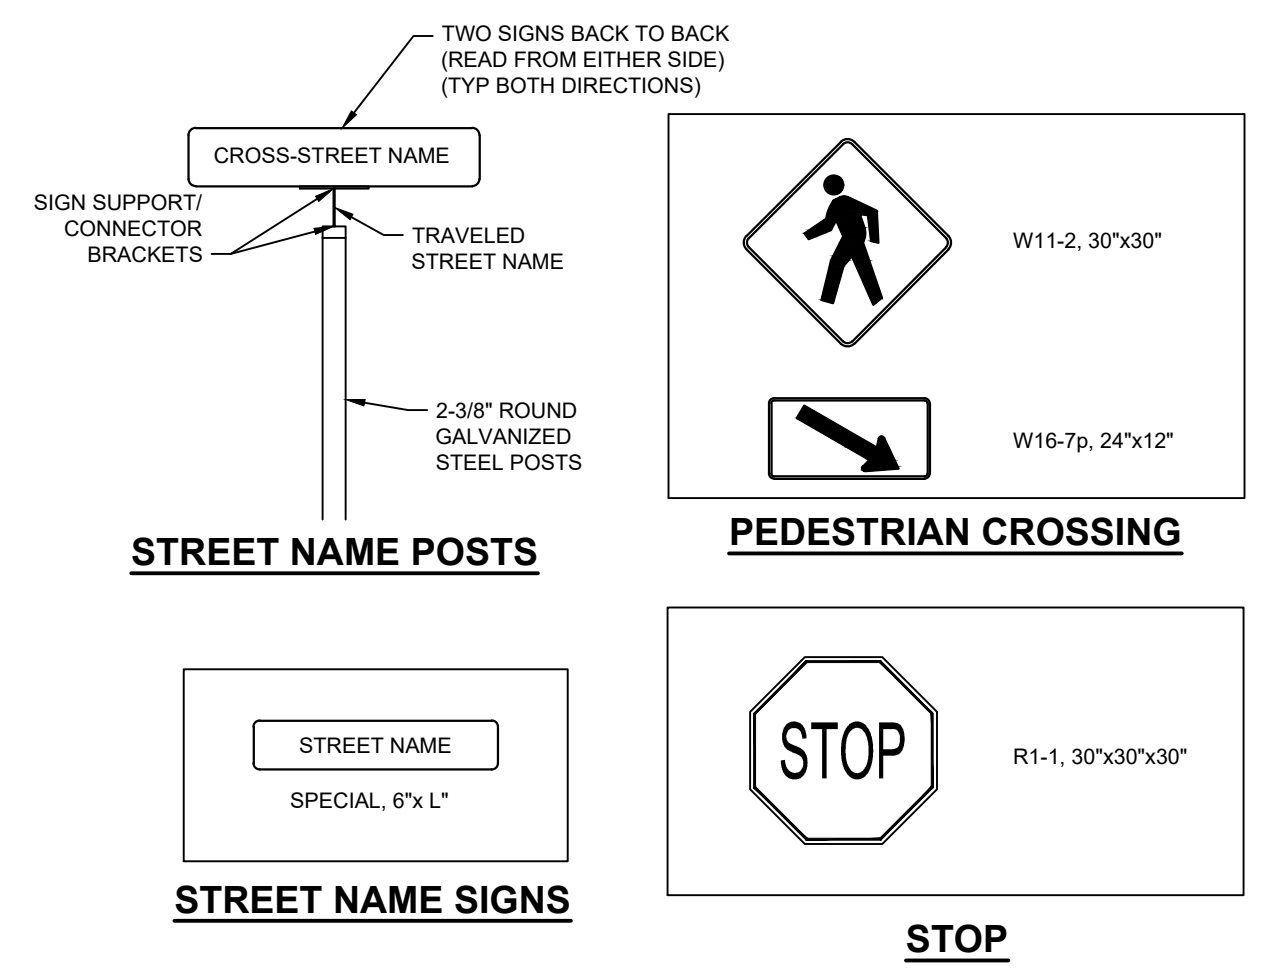 TWO SIGNS BACK TO BACK
(READ FROM EITHER SIDE)
(TYP BOTH DIRECTIONS)
CROSS-STREET NAME
SIGN SUPPORT/
CONNECTOR
BRACKETS
TRAVELED
STREET NAME
2-3/8" ROUND
GALVANIZED
STEEL POSTS
STREET NAME POSTS
W11-2, 30"x30"
W16-7p, 24"x12"
PEDESTRIAN CROSSING
STREET NAME
SPECIAL, 6"x L"
STREET NAME SIGNS
STOP
R1-1, 30"x30"x30"
STOP